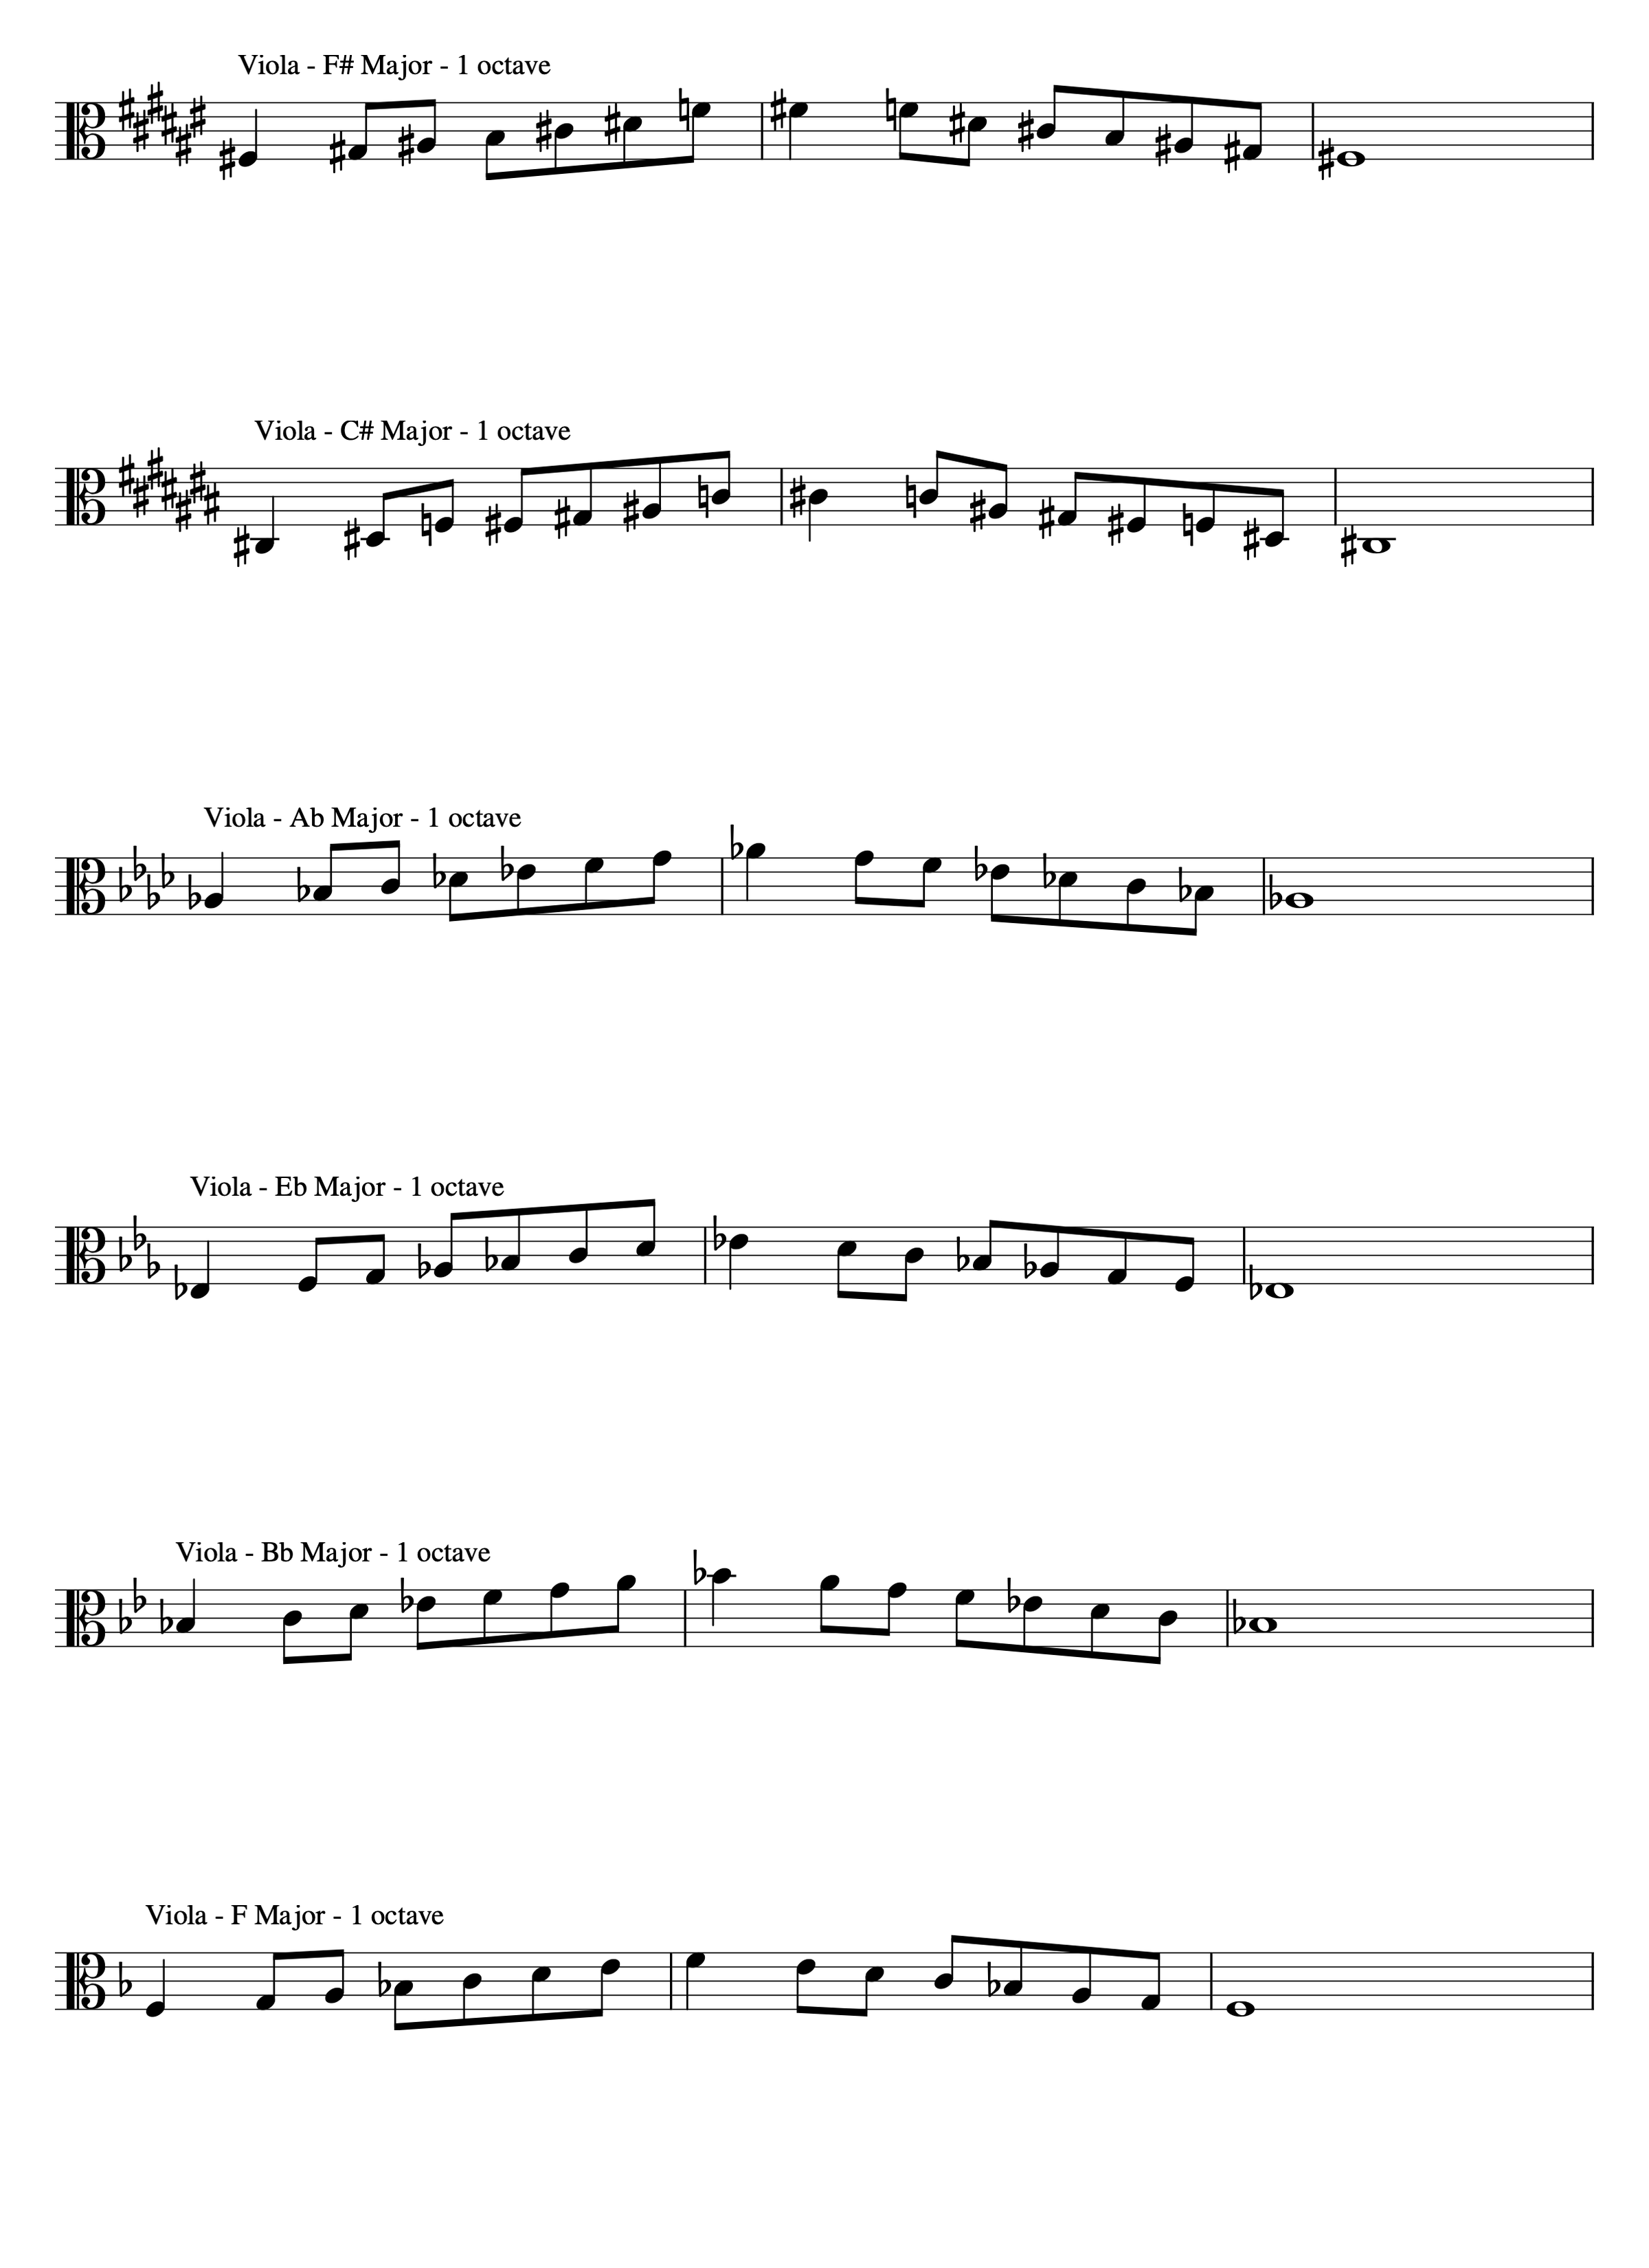 Viola - F# Major - 1 octave
Viola - C# Major - 1 octave
Viola - Ab Major - 1 octave
Viola - Eb Major - 1 octave
Viola - Bb Major - 1 octave
Viola - F Major - 1 octave